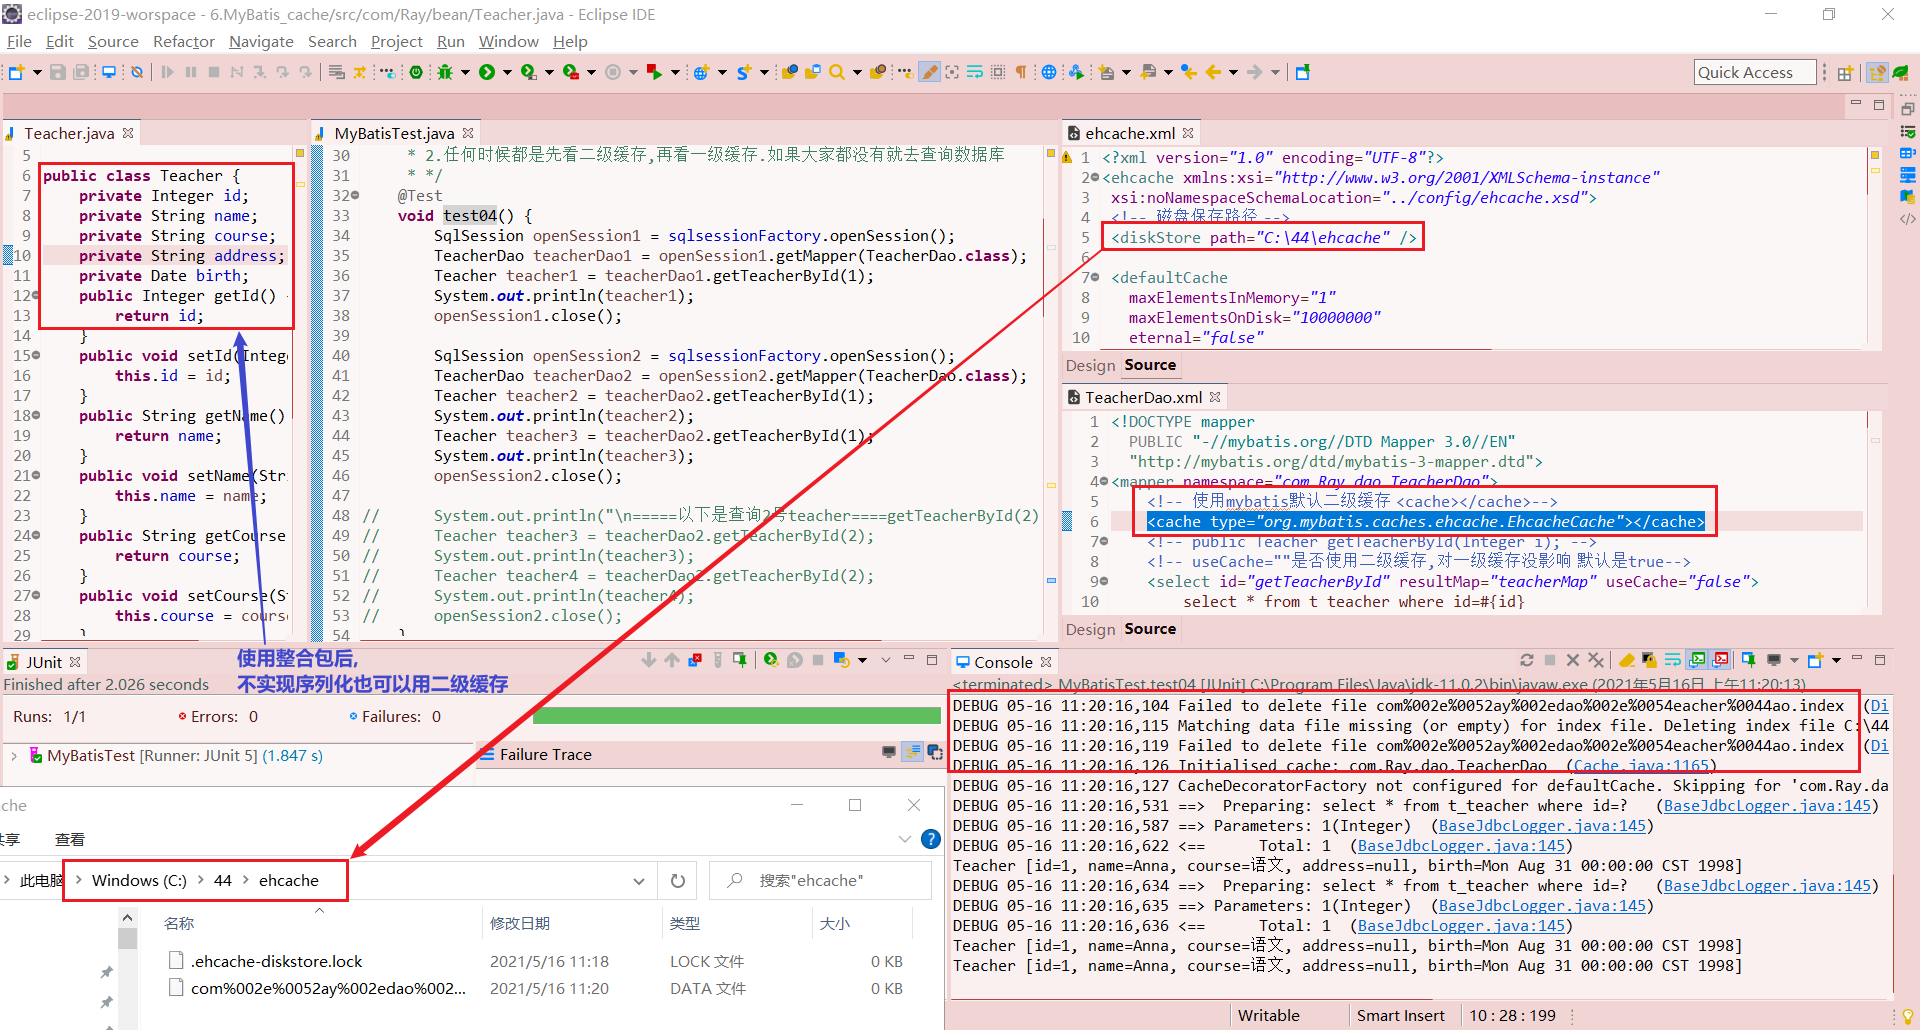 eclipse-2019-worspace - 6.MyBatis_cache/src/com/Ray/bean/Teacher.java - Eclipse IDE
File Edit Source Refactor Navigate Search Project Run Window Help
Quick Access
Teacher.java
5
6 public class Teacher {
7 private Integer id;
8 private String name;
9 private String course;
10 private String address;
11 private Date birth;
12 public Integer getId()
13 return id;
14 }
15 public void setId(Intege
16 this.id = id;
17 }
18 public String getName()
19 return name;
20 }
21 public void setName(Stri
22 this.name = name;
23 }
24 public String getCourse
25 return course;
26 }
27 public void setCourse(St
28 this.course = course
29 }
使用整合包后,
不实现序列化也可以用二级缓存
MyBatisTest.java
30 * 2.任何时候都是先看二级缓存,再看一级缓存.如果大家都没有就去查询数据库
31 * */
32 @Test
33 void test04() {
34 SqlSession openSession1 = sqlsessionFactory.openSession();
35 TeacherDao teacherDao1 = openSession1.getMapper(TeacherDao.class);
36 Teacher teacher1 = teacherDao1.getTeacherById(1);
37 System.out.println(teacher1);
38 openSession1.close();
39
40 SqlSession openSession2 = sqlsessionFactory.openSession();
41 TeacherDao teacherDao2 = openSession2.getMapper(TeacherDao.class);
42 Teacher teacher2 = teacherDao2.getTeacherById(1);
43 System.out.println(teacher2);
44 Teacher teacher3 = teacherDao2.getTeacherById(1);
45 System.out.println(teacher3);
46 openSession2.close();
47
48 // System.out.println("\n=====以下是查询2号teacher====getTeacherById(2)
49 // Teacher teacher3 = teacherDao2.getTeacherById(2);
50 // System.out.println(teacher3);
51 // Teacher teacher4 = teacherDao2.getTeacherById(2);
52 // System.out.println(teacher4);
53 // openSession2.close();
54 }
ehcache.xml
1 <?xml version="1.0" encoding="UTF-8"?>
2 <ehcache xmlns:xsi="http://www.w3.org/2001/XMLSchema-instance"
3 xsi:noNamespaceSchemaLocation="../config/ehcache.xsd">
4 <!-- 磁盘保存路径 -->
5 <diskStore path="C:\44\ehcache" />
6
7 <defaultCache
8 maxElementsInMemory="1"
9 maxElementsOnDisk="10000000"
10 eternal="false"
Design Source
TeacherDao.xml
1 <!DOCTYPE mapper
2 PUBLIC "-//mybatis.org//DTD Mapper 3.0//EN"
3 "http://mybatis.org/dtd/mybatis-3-mapper.dtd">
4 <mapper namespace="com.Ray.dao.TeacherDao">
5 <!-- 使用mybatis默认二级缓存 <cache></cache>-->
6 <cache type="org.mybatis.caches.ehcache.EhcacheCache"></cache>
7 <!-- public Teacher getTeacherById(Integer i); -->
8 <!-- useCache=""是否使用二级缓存,对一级缓存没影响 默认是true-->
9 <select id="getTeacherById" resultMap="teacherMap" useCache="false">
10 select * from t_teacher where id=#{id}
Design Source
JUnit
Finished after 2.026 seconds
Runs: 1/1 Errors: 0 Failures: 0
MyBatisTest [Runner: JUnit 5] (1.847 s)
Failure Trace
Console
<terminated> MyBatisTest.test04 [JUnit] C:\Program Files\Java\jdk-11.0.2\bin\javaw.exe (2021年5月16日 上午11:20:13)
DEBUG 05-16 11:20:16,104 Failed to delete file com%002e%0052ay%002edao%002e%0054eacher%0044ao.index (Di
DEBUG 05-16 11:20:16,115 Matching data file missing (or empty) for index file. Deleting index file C:\44
DEBUG 05-16 11:20:16,119 Failed to delete file com%002e%0052ay%002edao%002e%0054eacher%0044ao.index (Di
DEBUG 05-16 11:20:16,126 Initialised cache: com.Ray.dao.TeacherDao (Cache.java:1165)
DEBUG 05-16 11:20:16,127 CacheDecoratorFactory not configured for defaultCache. Skipping for 'com.Ray.da
DEBUG 05-16 11:20:16,531 ==> Preparing: select * from t_teacher where id=? (BaseJdbcLogger.java:145)
DEBUG 05-16 11:20:16,587 ==> Parameters: 1(Integer) (BaseJdbcLogger.java:145)
DEBUG 05-16 11:20:16,622 <== Total: 1 (BaseJdbcLogger.java:145)
Teacher [id=1, name=Anna, course=语文, address=null, birth=Mon Aug 31 00:00:00 CST 1998]
DEBUG 05-16 11:20:16,634 ==> Preparing: select * from t_teacher where id=? (BaseJdbcLogger.java:145)
DEBUG 05-16 11:20:16,635 ==> Parameters: 1(Integer) (BaseJdbcLogger.java:145)
DEBUG 05-16 11:20:16,636 <== Total: 1 (BaseJdbcLogger.java:145)
Teacher [id=1, name=Anna, course=语文, address=null, birth=Mon Aug 31 00:00:00 CST 1998]
Teacher [id=1, name=Anna, course=语文, address=null, birth=Mon Aug 31 00:00:00 CST 1998]
che
享 查看
此电脑 Windows (C:) 44 ehcache
搜索"ehcache"
名称 修改日期 类型 大小
.ehcache-diskstore.lock 2021/5/16 11:18 LOCK 文件 0 KB
com%002e%0052ay%002edao%002... 2021/5/16 11:20 DATA 文件 0 KB
Writable Smart Insert 10 : 28 : 199